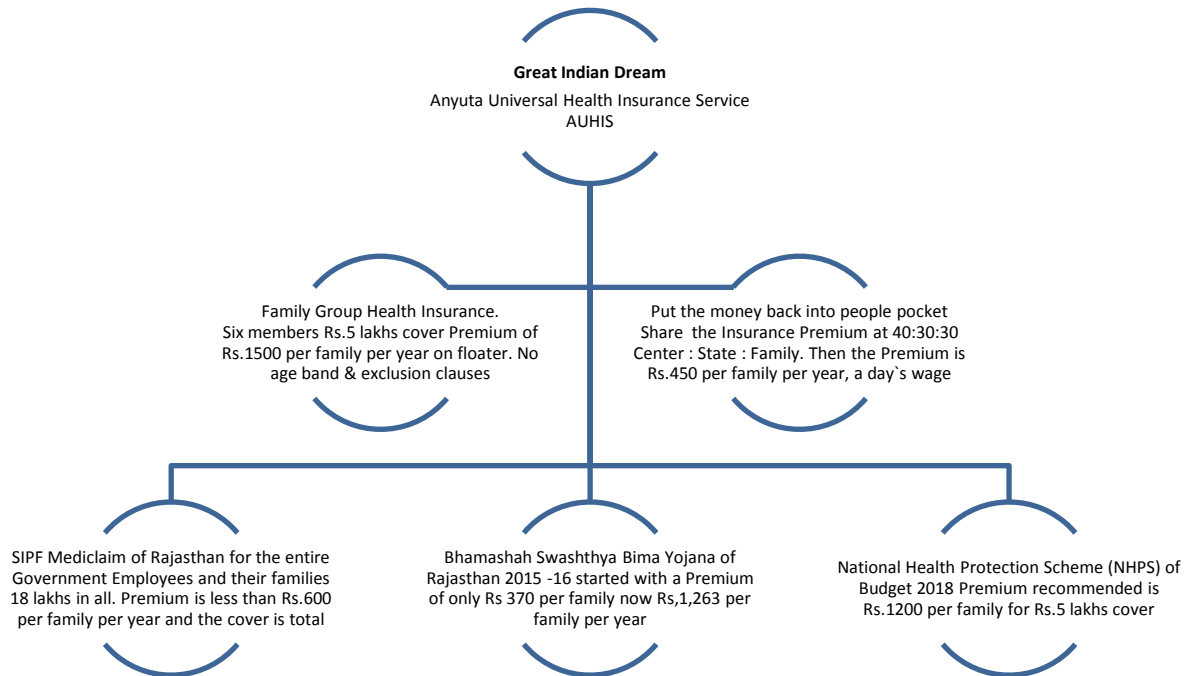 Great Indian Dream
Anyuta Universal Health Insurance Service
AUHIS
Family Group Health Insurance.
Six members Rs.5 lakhs cover Premium of
Rs.1500 per family per year on floater. No
age band & exclusion clauses
Put the money back into people pocket
Share the Insurance Premium at 40:30:30
Center : State : Family. Then the Premium is
Rs.450 per family per year, a day`s wage
SIPF Mediclaim of Rajasthan for the entire
Government Employees and their families
18 lakhs in all. Premium is less than Rs.600
per family per year and the cover is total
Bhamashah Swashthya Bima Yojana of
Rajasthan 2015 -16 started with a Premium
of only Rs 370 per family now Rs,1,263 per
family per year
National Health Protection Scheme (NHPS) of
Budget 2018 Premium recommended is
Rs.1200 per family for Rs.5 lakhs cover